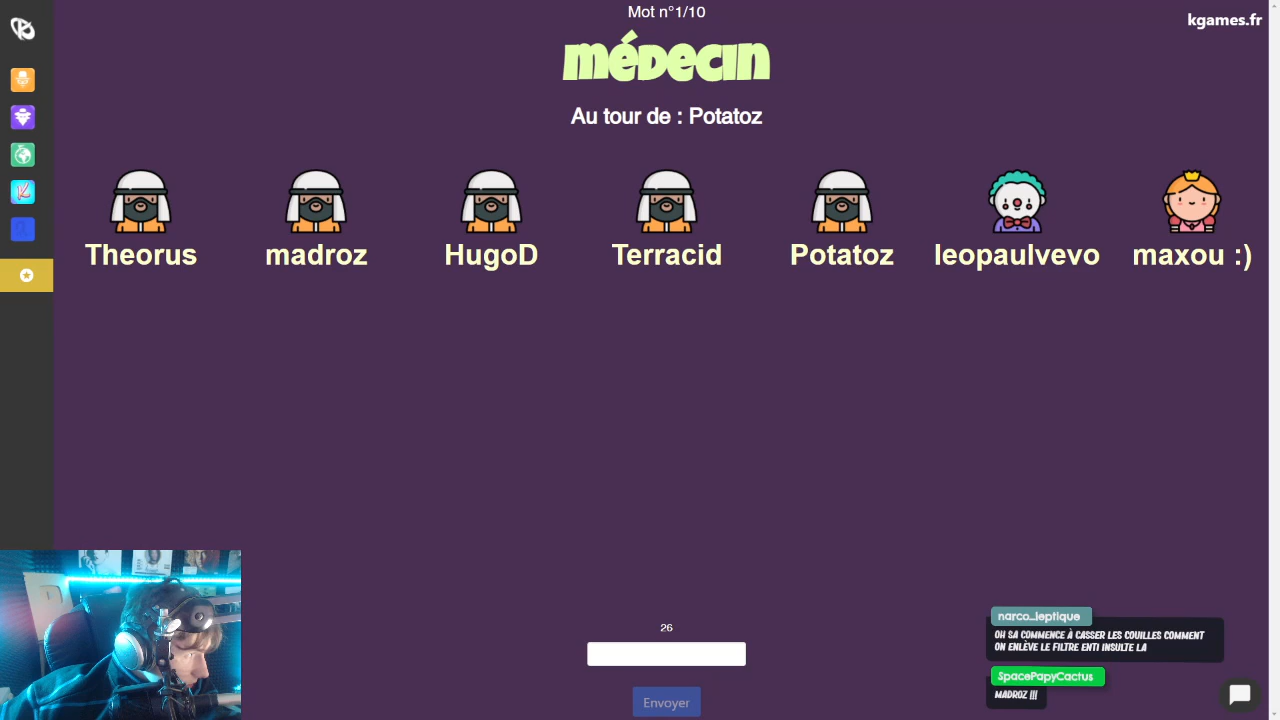 Mot n°1/10
kgames.fr
médecin
Au tour de : Potatoz
Theorus
madroz
HugoD
Terracid
Potatoz
leopaulvevo
maxou :)
26
Envoyer
narco_leptique
OH SA COMMENCE À CASSER LES COUILLES COMMENT
ON ENLÈVE LE FILTRE ENTI INSULTE LA
SpacePapyCactus
MADROZ !!!